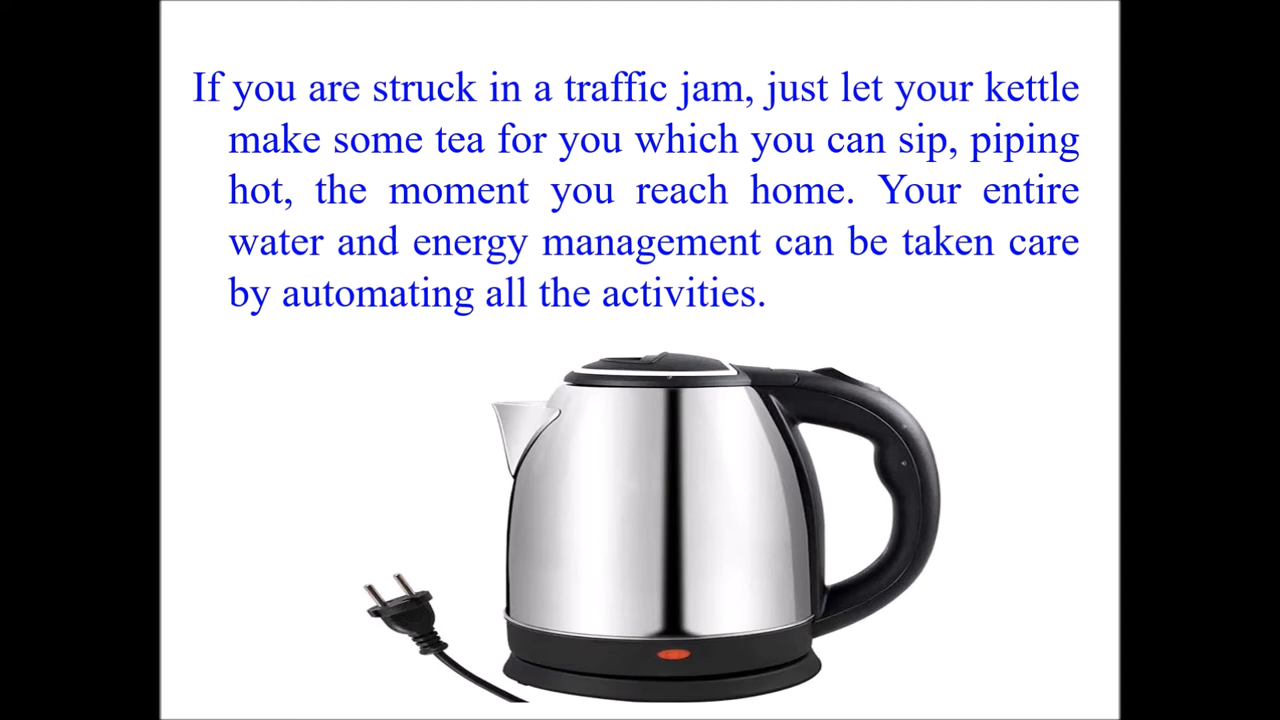 If you are struck in a traffic jam, just let your kettle
make some tea for you which you can sip, piping
hot, the moment you reach home. Your entire
water and energy management can be taken care
by automating all the activities.